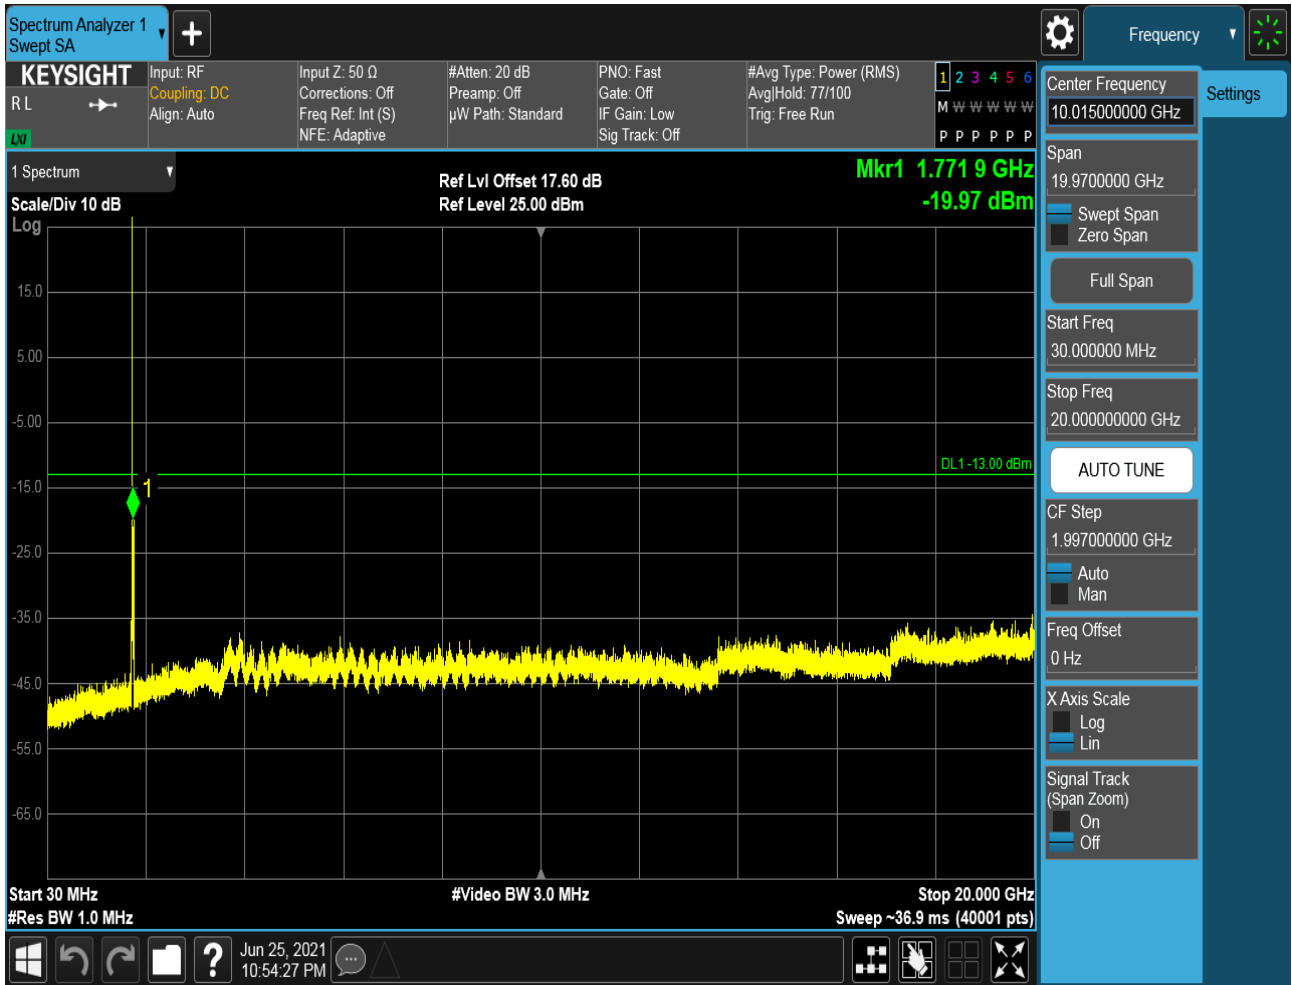 Spectrum Analyzer 1
Swept SA
Frequency
KEYSIGHT
R L
LXI
Input: RF
Coupling: DC
Align: Auto
Input Z: 50 Ω
Corrections: Off
Freq Ref: Int (S)
NFE: Adaptive
#Atten: 20 dB
Preamp: Off
µW Path: Standard
PNO: Fast
Gate: Off
IF Gain: Low
Sig Track: Off
#Avg Type: Power (RMS)
Avg|Hold: 77/100
Trig: Free Run
1 2 3 4 5 6
M W W W W W
P P P P P P
1 Spectrum
Scale/Div 10 dB
Log
Ref Lvl Offset 17.60 dB
Ref Level 25.00 dBm
Mkr1 1.771 9 GHz
-19.97 dBm
15.0
5.00
-5.00
DL1 -13.00 dBm
-15.0
1
-25.0
-35.0
-45.0
-55.0
-65.0
Start 30 MHz
#Res BW 1.0 MHz
#Video BW 3.0 MHz
Stop 20.000 GHz
Sweep ~36.9 ms (40001 pts)
Jun 25, 2021
10:54:27 PM
Center Frequency
10.015000000 GHz
Settings
Span
19.9700000 GHz
Swept Span
Zero Span
Full Span
Start Freq
30.000000 MHz
Stop Freq
20.000000000 GHz
AUTO TUNE
CF Step
1.997000000 GHz
Auto
Man
Freq Offset
0 Hz
X Axis Scale
Log
Lin
Signal Track
(Span Zoom)
On
Off